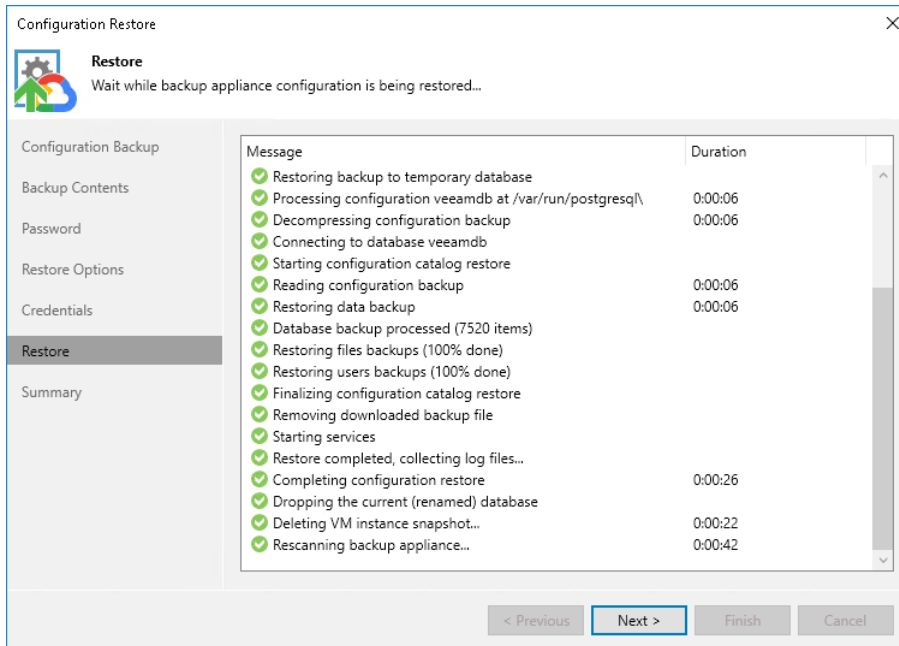 Configuration Restore
Restore
Wait while backup appliance configuration is being restored...
Configuration Backup
Backup Contents
Password
Restore Options
Credentials
Restore
Summary
Message Duration
Restoring backup to temporary database
Processing configuration veeamdb at /var/run/postgresql\ 0:00:06
Decompressing configuration backup 0:00:06
Connecting to database veeamdb
Starting configuration catalog restore
Reading configuration backup 0:00:06
Restoring data backup 0:00:06
Database backup processed (7520 items)
Restoring files backups (100% done)
Restoring users backups (100% done)
Finalizing configuration catalog restore
Removing downloaded backup file
Starting services
Restore completed, collecting log files...
Completing configuration restore 0:00:26
Dropping the current (renamed) database
Deleting VM instance snapshot... 0:00:22
Rescanning backup appliance... 0:00:42
< Previous Next > Finish Cancel